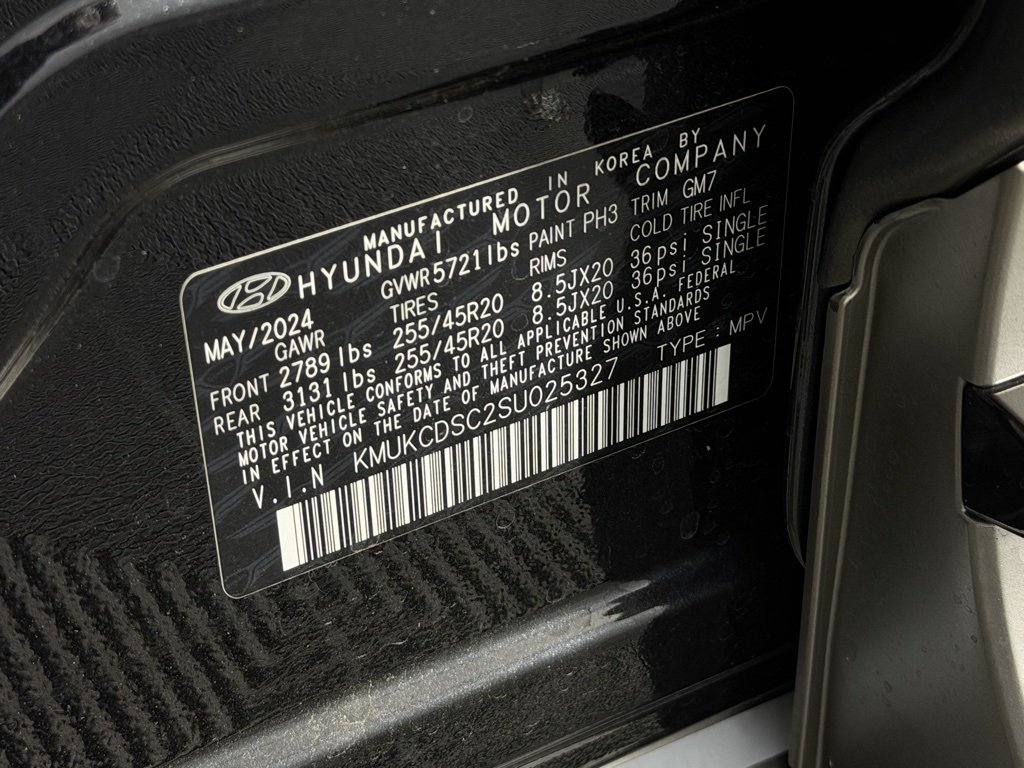 MANUFACTURED IN KOREA BY
HYUNDAI MOTOR COMPANY
MAY/2024 GVWR 5721 lbs PAINT PH3 TRIM GM7
GAWR TIRES RIMS COLD TIRE INFL
FRONT 2789 lbs 255/45R20 8.5JX20 36psi SINGLE
REAR 3131 lbs 255/45R20 8.5JX20 36psi SINGLE
THIS VEHICLE CONFORMS TO ALL APPLICABLE U.S.A. FEDERAL
MOTOR VEHICLE SAFETY AND THEFT PREVENTION STANDARDS
IN EFFECT ON THE DATE OF MANUFACTURE SHOWN ABOVE
V.I.N KMUKCDSC2SU025327 TYPE : MPV